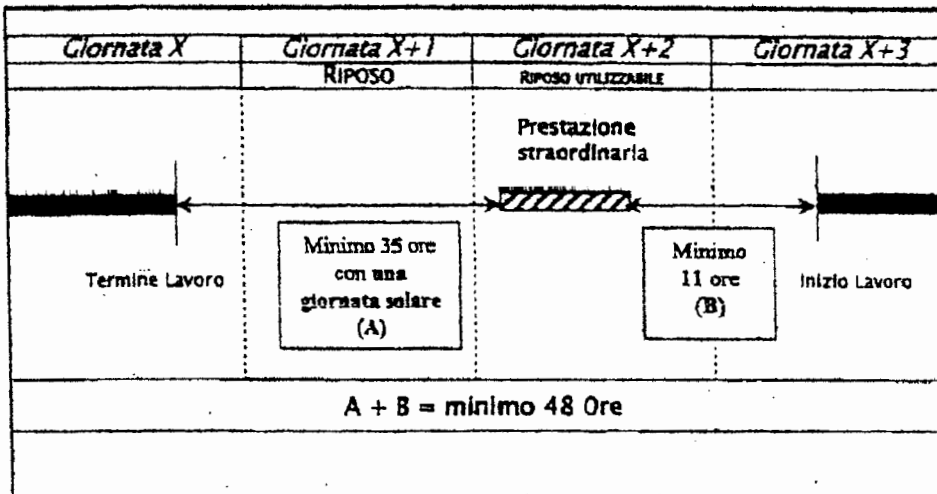 Giornata X
Giornata X+1
Giornata X+2
Giornata X+3
RIPOSO
RIPOSO UTILIZZABILE
Prestazione
straordinaria
Termine Lavoro
Minimo 35 ore
con una
giornata solare
(A)
Minimo
11 ore
(B)
Inizio Lavoro
A + B = minimo 48 Ore